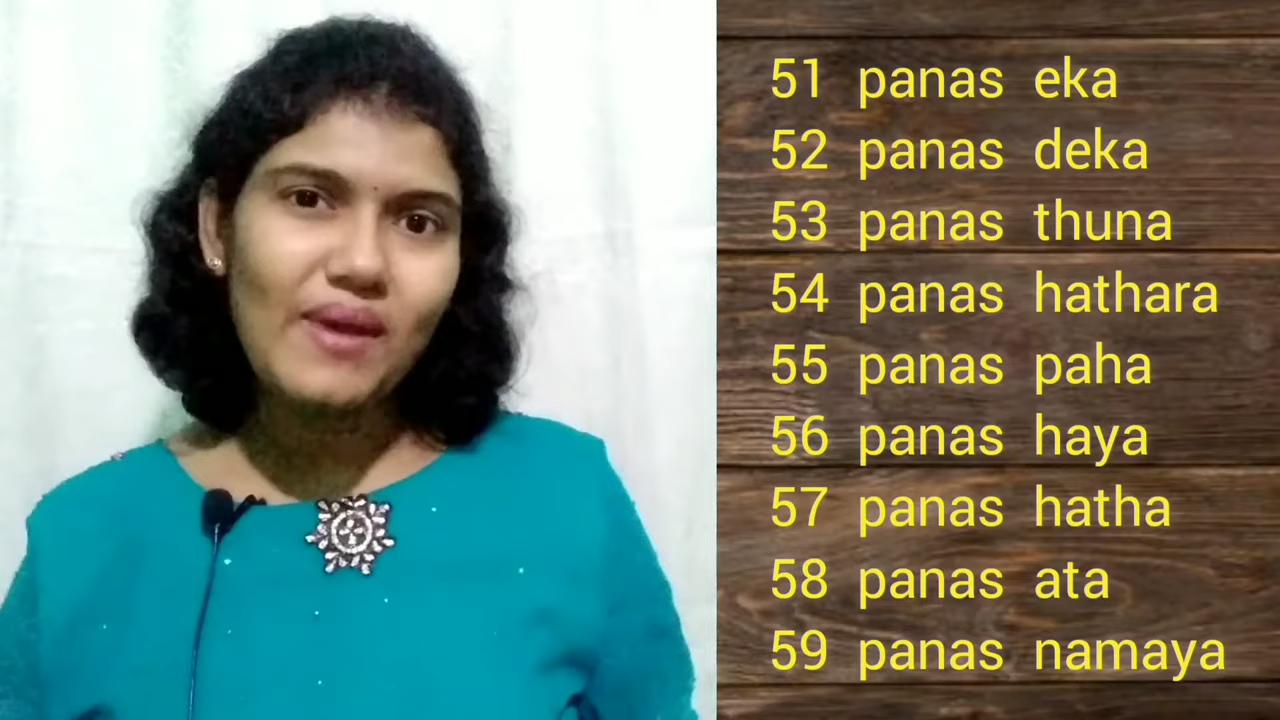 51 panas eka
52 panas deka
53 panas thuna
54 panas hathara
55 panas paha
56 panas haya
57 panas hatha
58 panas ata
59 panas namaya